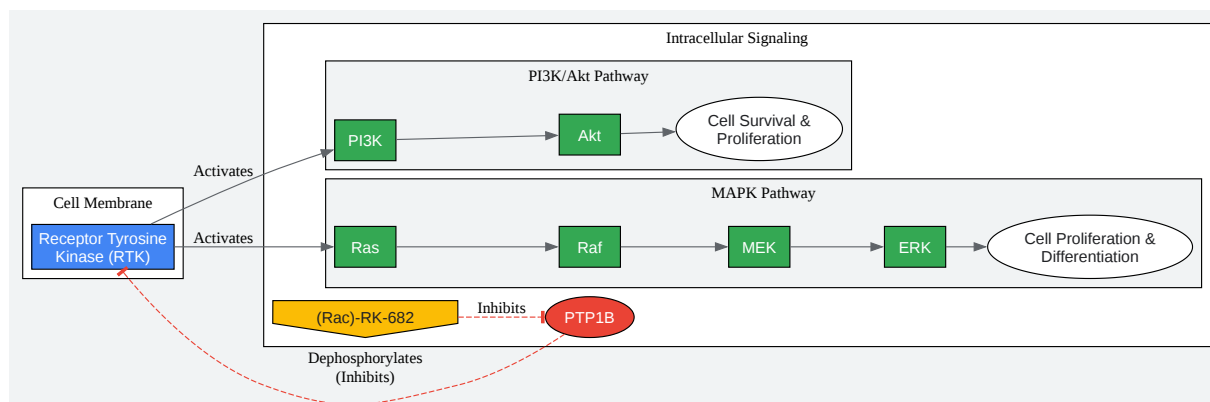 Intracellular Signaling
PI3K/Akt Pathway
PI3K
Akt
Cell Survival &
Proliferation
Activates
Cell Membrane
Receptor Tyrosine
Kinase (RTK)
Activates
MAPK Pathway
Ras
Raf
MEK
ERK
Cell Proliferation &
Differentiation
(Rac)-RK-682
Inhibits
PTP1B
Dephosphorylates
(Inhibits)